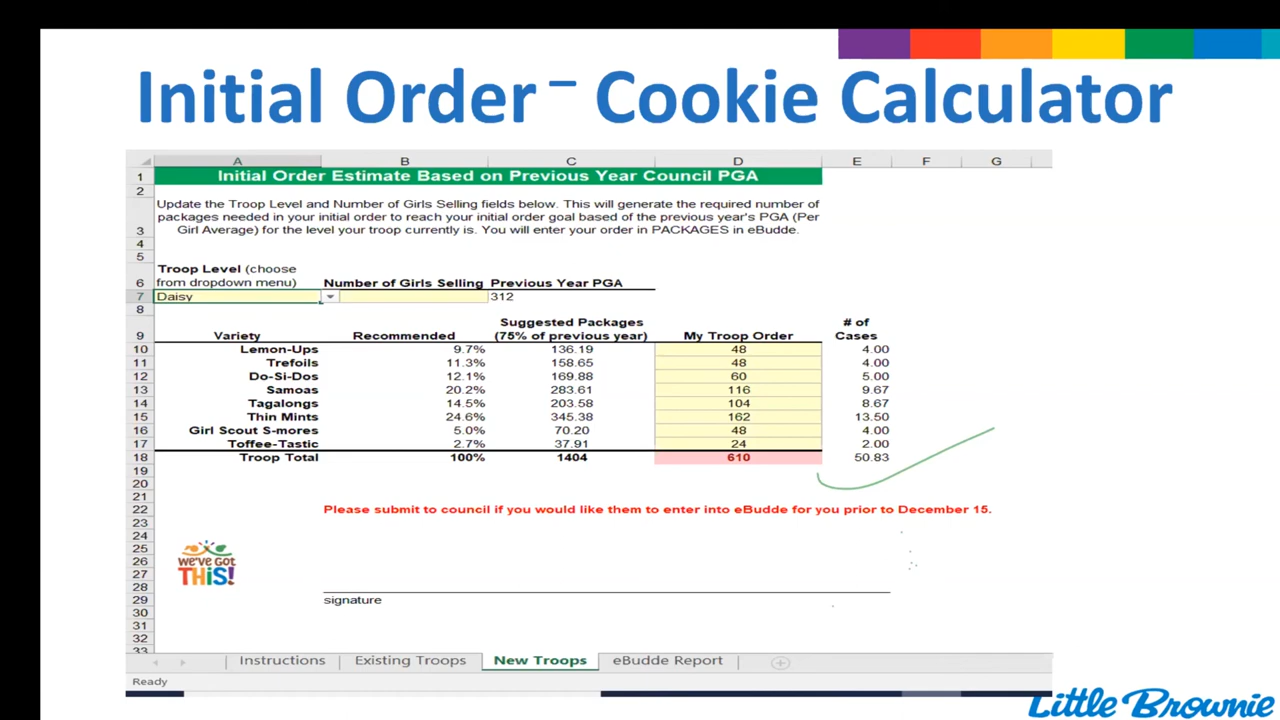 Initial Order – Cookie Calculator
A B C D E F G
1 Initial Order Estimate Based on Previous Year Council PGA
2
Update the Troop Level and Number of Girls Selling fields below. This will generate the required number of
packages needed in your initial order to reach your initial order goal based of the previous year's PGA (Per
3 Girl Average) for the level your troop currently is. You will enter your order in PACKAGES in eBudde.
4
5
Troop Level (choose
6 from dropdown menu) Number of Girls Selling Previous Year PGA
7 Daisy 312
8
Suggested Packages # of
9 Variety Recommended (75% of previous year) My Troop Order Cases
10 Lemon-Ups 9.7% 136.19 48 4.00
11 Trefoils 11.3% 158.65 48 4.00
12 Do-Si-Dos 12.1% 169.88 60 5.00
13 Samoas 20.2% 283.61 116 9.67
14 Tagalongs 14.5% 203.58 104 8.67
15 Thin Mints 24.6% 345.38 162 13.50
16 Girl Scout S-mores 5.0% 70.20 48 4.00
17 Toffee-Tastic 2.7% 37.91 24 2.00
18 Troop Total 100% 1404 610 50.83
19
20
21
22 Please submit to council if you would like them to enter into eBudde for you prior to December 15.
23
24
25
26 WE'VE GOT
27 THiS!
28
29 signature
30
31
32
33
Instructions Existing Troops New Troops eBudde Report
Ready
Little Brownie